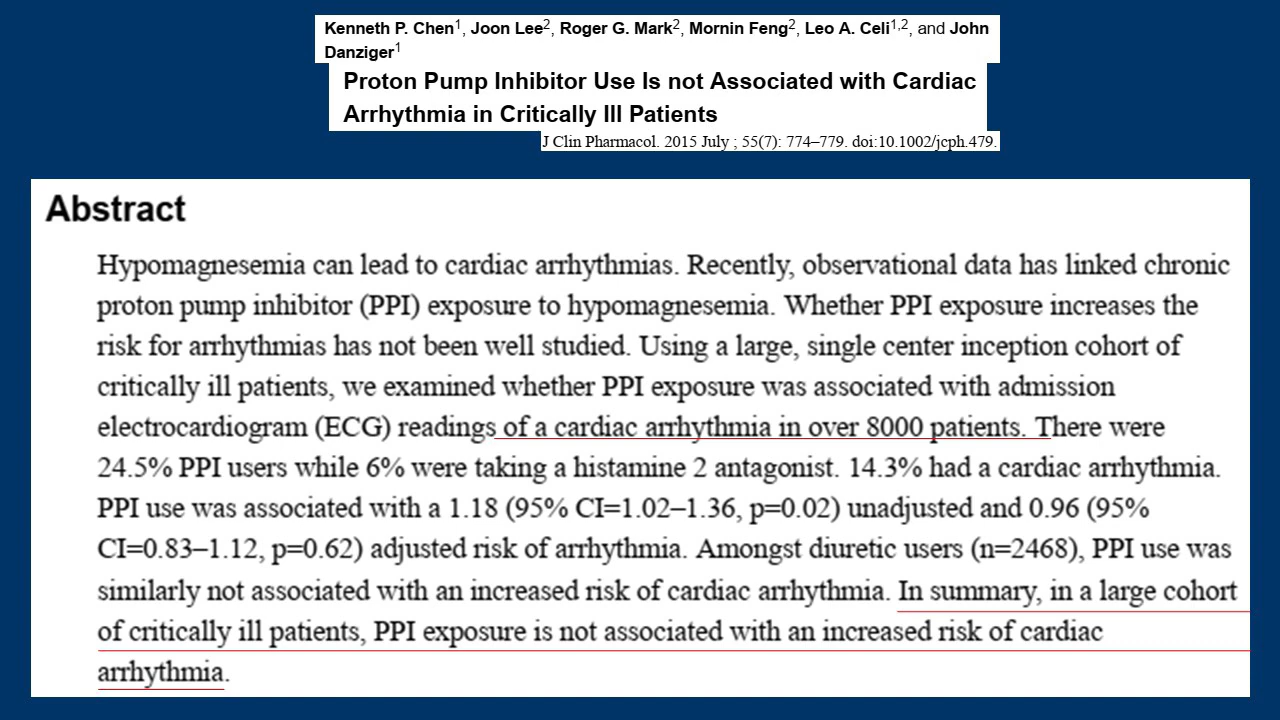 Kenneth P. Chen1, Joon Lee2, Roger G. Mark2, Mornin Feng2, Leo A. Celi1,2, and John
Danziger1
Proton Pump Inhibitor Use Is not Associated with Cardiac
Arrhythmia in Critically Ill Patients
J Clin Pharmacol. 2015 July ; 55(7): 774–779. doi:10.1002/jcph.479.
Abstract
Hypomagnesemia can lead to cardiac arrhythmias. Recently, observational data has linked chronic
proton pump inhibitor (PPI) exposure to hypomagnesemia. Whether PPI exposure increases the
risk for arrhythmias has not been well studied. Using a large, single center inception cohort of
critically ill patients, we examined whether PPI exposure was associated with admission
electrocardiogram (ECG) readings of a cardiac arrhythmia in over 8000 patients. There were
24.5% PPI users while 6% were taking a histamine 2 antagonist. 14.3% had a cardiac arrhythmia.
PPI use was associated with a 1.18 (95% CI=1.02–1.36, p=0.02) unadjusted and 0.96 (95%
CI=0.83–1.12, p=0.62) adjusted risk of arrhythmia. Amongst diuretic users (n=2468), PPI use was
similarly not associated with an increased risk of cardiac arrhythmia. In summary, in a large cohort
of critically ill patients, PPI exposure is not associated with an increased risk of cardiac
arrhythmia.